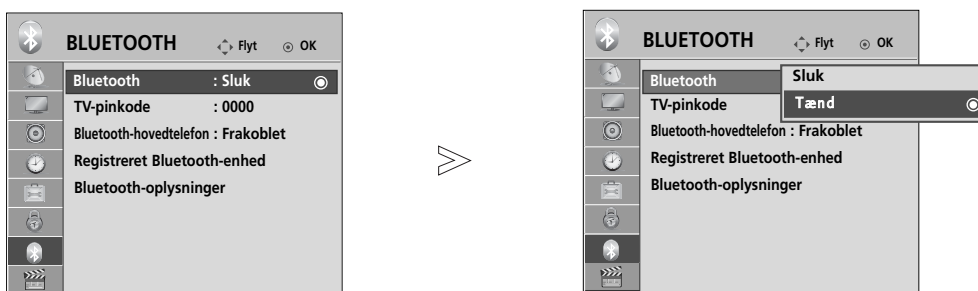 BLUETOOTH Flyt OK
Bluetooth : Sluk
TV-pinkode : 0000
Bluetooth-hovedtelefon : Frakoblet
Registreret Bluetooth-enhed
Bluetooth-oplysninger
BLUETOOTH Flyt OK
Bluetooth
Sluk
Tænd
TV-pinkode
Bluetooth-hovedtelefon : Frakoblet
Registreret Bluetooth-enhed
Bluetooth-oplysninger